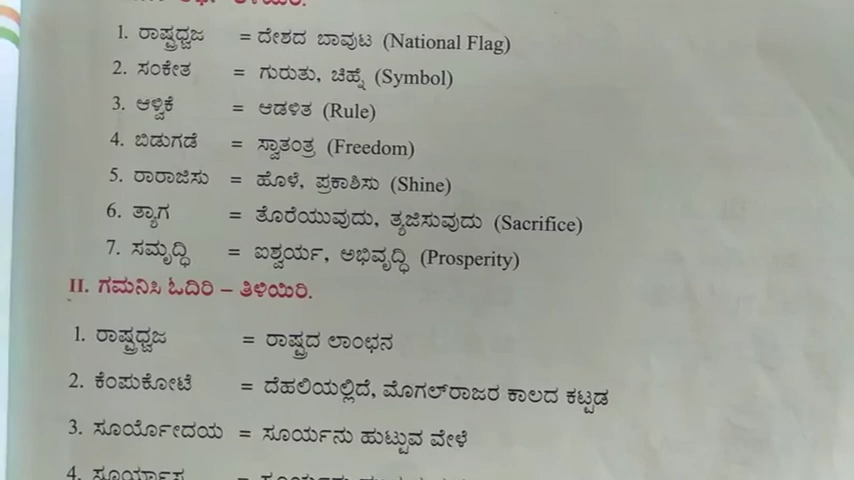 1. ರಾಷ್ಟ್ರಧ್ವಜ = ದೇಶದ ಬಾವುಟ (National Flag)
2. ಸಂಕೇತ = ಗುರುತು, ಚಿಹ್ನೆ (Symbol)
3. ಆಳ್ವಿಕೆ = ಆಡಳಿತ (Rule)
4. ಬಿಡುಗಡೆ = ಸ್ವಾತಂತ್ರ (Freedom)
5. ರಾರಾಜಿಸು = ಹೊಳೆ, ಪ್ರಕಾಶಿಸು (Shine)
6. ತ್ಯಾಗ = ತೊರೆಯುವುದು, ತ್ಯಜಿಸುವುದು (Sacrifice)
7. ಸಮೃದ್ಧಿ = ಐಶ್ವರ್ಯ, ಅಭಿವೃದ್ಧಿ (Prosperity)
II. ಗಮನಿಸಿ ಓದಿರಿ – ತಿಳಿಯಿರಿ.
1. ರಾಷ್ಟ್ರಧ್ವಜ = ರಾಷ್ಟ್ರದ ಲಾಂಛನ
2. ಕೆಂಪುಕೋಟೆ = ದೆಹಲಿಯಲ್ಲಿದೆ, ಮೊಗಲ್‌ರಾಜರ ಕಾಲದ ಕಟ್ಟಡ
3. ಸೂರ್ಯೋದಯ = ಸೂರ್ಯನು ಹುಟ್ಟುವ ವೇಳೆ
4.